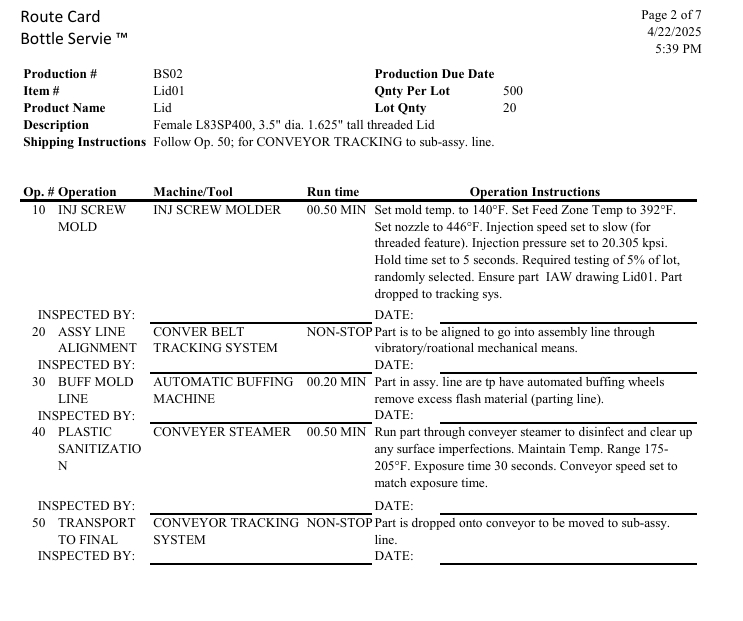 Route Card Page 2 of 7
Bottle Servie ™ 4/22/2025
5:39 PM
Production # BS02 Production Due Date
Item # Lid01 Qnty Per Lot 500
Product Name Lid Lot Qnty 20
Description Female L83SP400, 3.5" dia. 1.625" tall threaded Lid
Shipping Instructions Follow Op. 50; for CONVEYOR TRACKING to sub-assy. line.
Op. # Operation Machine/Tool Run time Operation Instructions
10 INJ SCREW INJ SCREW MOLDER 00.50 MIN Set mold temp. to 140°F. Set Feed Zone Temp to 392°F.
MOLD Set nozzle to 446°F. Injection speed set to slow (for
threaded feature). Injection pressure set to 20.305 kpsi.
Hold time set to 5 seconds. Required testing of 5% of lot,
randomly selected. Ensure part IAW drawing Lid01. Part
dropped to tracking sys.
INSPECTED BY: DATE:
20 ASSY LINE CONVER BELT NON-STOP Part is to be aligned to go into assembly line through
ALIGNMENT TRACKING SYSTEM vibratory/roational mechanical means.
INSPECTED BY: DATE:
30 BUFF MOLD AUTOMATIC BUFFING 00.20 MIN Part in assy. line are tp have automated buffing wheels
LINE MACHINE remove excess flash material (parting line).
INSPECTED BY: DATE:
40 PLASTIC CONVEYER STEAMER 00.50 MIN Run part through conveyer steamer to disinfect and clear up
SANITIZATIO any surface imperfections. Maintain Temp. Range 175-
N 205°F. Exposure time 30 seconds. Conveyor speed set to
match exposure time.
INSPECTED BY: DATE:
50 TRANSPORT CONVEYOR TRACKING NON-STOP Part is dropped onto conveyor to be moved to sub-assy.
TO FINAL SYSTEM line.
INSPECTED BY: DATE: